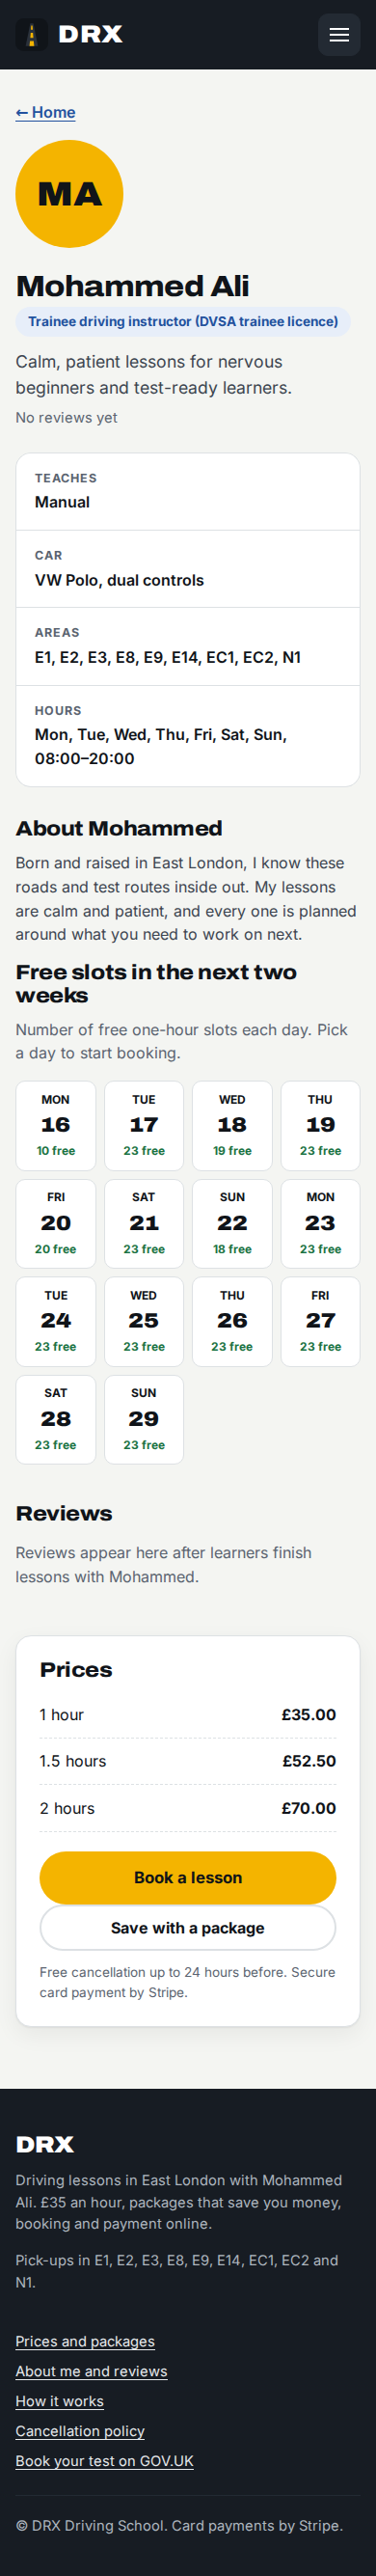 DRX
← Home
MA
Mohammed Ali
Trainee driving instructor (DVSA trainee licence)
Calm, patient lessons for nervous
beginners and test-ready learners.
No reviews yet
TEACHES
Manual
CAR
VW Polo, dual controls
AREAS
E1, E2, E3, E8, E9, E14, EC1, EC2, N1
HOURS
Mon, Tue, Wed, Thu, Fri, Sat, Sun,
08:00–20:00
About Mohammed
Born and raised in East London, I know these
roads and test routes inside out. My lessons
are calm and patient, and every one is planned
around what you need to work on next.
Free slots in the next two
weeks
Number of free one-hour slots each day. Pick
a day to start booking.
MON TUE WED THU
16 17 18 19
10 free 23 free 19 free 23 free
FRI SAT SUN MON
20 21 22 23
20 free 23 free 18 free 23 free
TUE WED THU FRI
24 25 26 27
23 free 23 free 23 free 23 free
SAT SUN
28 29
23 free 23 free
Reviews
Reviews appear here after learners finish
lessons with Mohammed.
Prices
1 hour £35.00
1.5 hours £52.50
2 hours £70.00
Book a lesson
Save with a package
Free cancellation up to 24 hours before. Secure
card payment by Stripe.
DRX
Driving lessons in East London with Mohammed
Ali. £35 an hour, packages that save you money,
booking and payment online.
Pick-ups in E1, E2, E3, E8, E9, E14, EC1, EC2 and
N1.
Prices and packages
About me and reviews
How it works
Cancellation policy
Book your test on GOV.UK
© DRX Driving School. Card payments by Stripe.